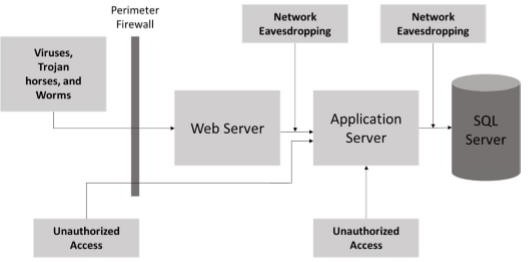 Perimeter
Firewall
Network
Eavesdropping
Network
Eavesdropping
Viruses,
Trojan
horses, and
Worms
Web Server
Application
Server
SQL
Server
Unauthorized
Access
Unauthorized
Access